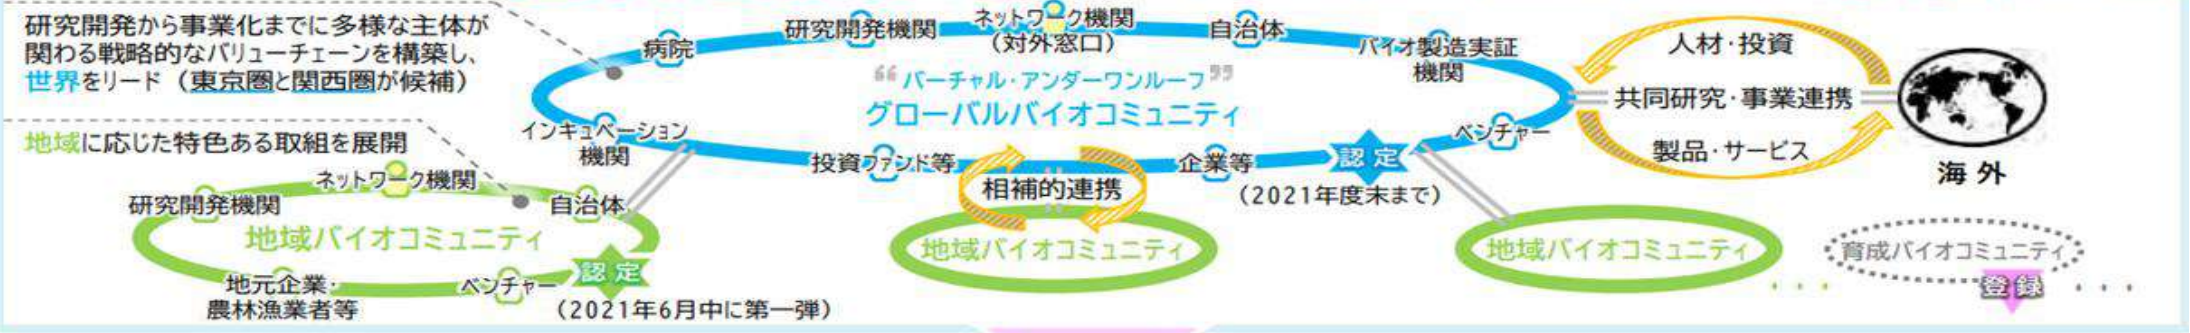 研究開発から事業化までに多様な主体が
関わる戦略的なバリューチェーンを構築し、
世界をリード（東京圏と関西圏が候補）
病院
研究開発機関
ネットワーク機関
（対外窓口）
自治体
バイオ製造実証
機関
“バーチャル・アンダーワンルーフ”
グローバルバイオコミュニティ
インキュベーション
機関
投資ファンド等
企業等
認定
（2021年度末まで）
ベンチャー
人材・投資
共同研究・事業連携
製品・サービス
海外
地域に応じた特色ある取組を展開
ネットワーク機関
研究開発機関
自治体
地域バイオコミュニティ
地元企業・
農林漁業者等
ベンチャー
認定
（2021年6月中に第一弾）
相補的連携
地域バイオコミュニティ
地域バイオコミュニティ
・・・
育成バイオコミュニティ
登録
・・・